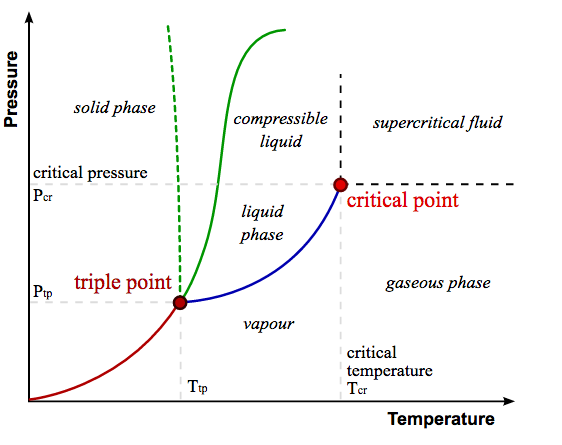 Pressure
solid phase
compressible
liquid
supercritical fluid
critical pressure
Pcr
critical point
liquid
phase
triple point
gaseous phase
Ptp
vapour
critical
temperature
Tcr
Ttp
Temperature